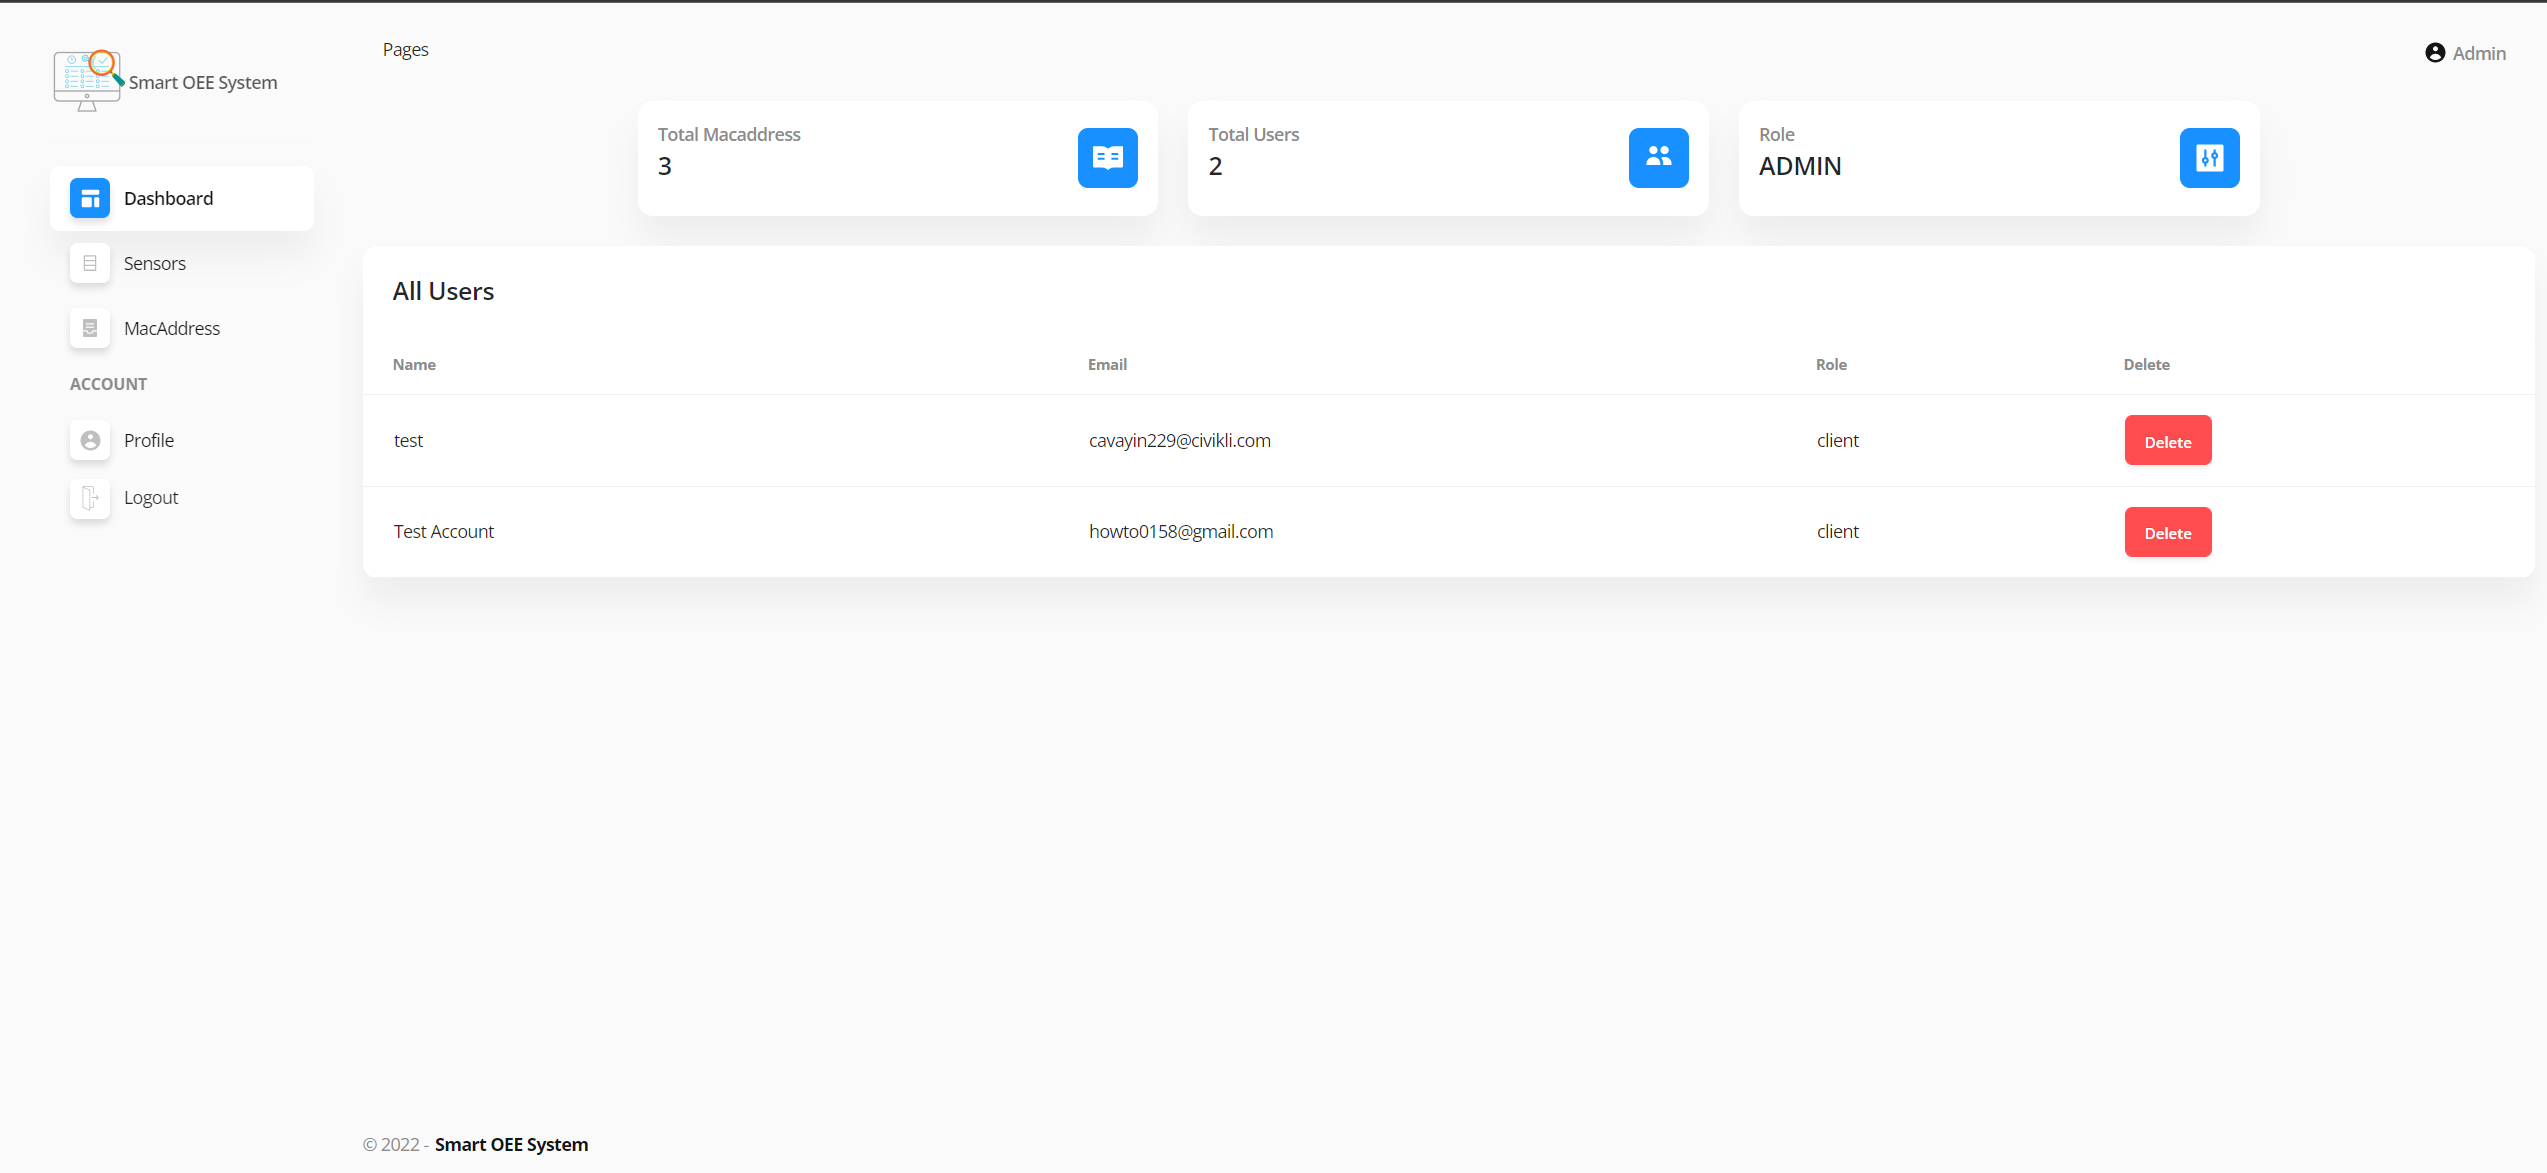 Smart OEE System
Dashboard
Sensors
MacAddress
ACCOUNT
Profile
Logout
Pages
Admin
Total Macaddress
3
Total Users
2
Role
ADMIN
All Users
Name Email Role Delete
test cavayin229@civikli.com client Delete
Test Account howto0158@gmail.com client Delete
© 2022 - Smart OEE System